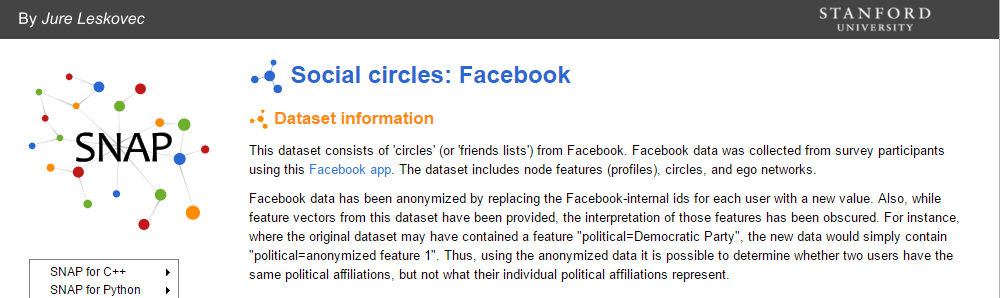 By Jure Leskovec
STANFORD
UNIVERSITY
SNAP
SNAP for C++
SNAP for Python
Social circles: Facebook
Dataset information
This dataset consists of 'circles' (or 'friends lists') from Facebook. Facebook data was collected from survey participants
using this Facebook app. The dataset includes node features (profiles), circles, and ego networks.
Facebook data has been anonymized by replacing the Facebook-internal ids for each user with a new value. Also, while
feature vectors from this dataset have been provided, the interpretation of those features has been obscured. For instance,
where the original dataset may have contained a feature "political=Democratic Party", the new data would simply contain
"political=anonymized feature 1". Thus, using the anonymized data it is possible to determine whether two users have the
same political affiliations, but not what their individual political affiliations represent.